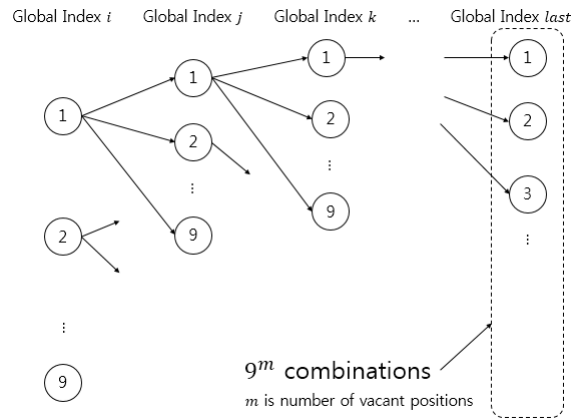 Global Index i Global Index j Global Index k ... Global Index last
1 1 1 1
2 2 2 2
⋮ ⋮ 3
9 9 9 ⋮
⋮
9^m combinations
m is number of vacant positions